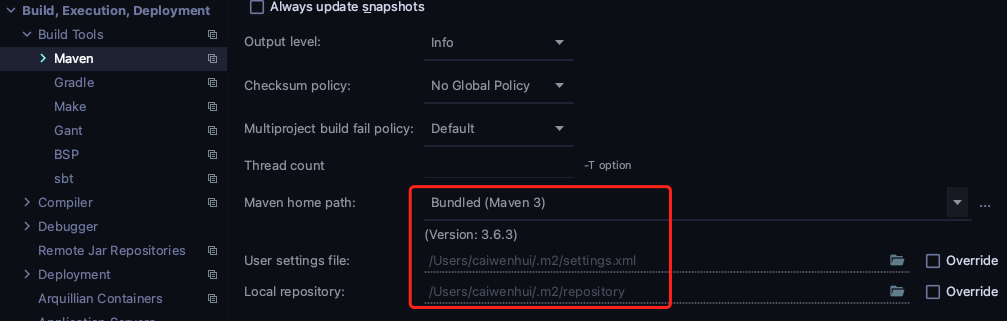 Build, Execution, Deployment
Always update snapshots
Build Tools
Output level: Info
Maven
Gradle
Checksum policy: No Global Policy
Make
Gant
Multiproject build fail policy: Default
BSP
Thread count -T option
sbt
Compiler
Maven home path: Bundled (Maven 3) ...
Debugger
(Version: 3.6.3)
Remote Jar Repositories
User settings file: /Users/caiwenhui/.m2/settings.xml Override
Deployment
Local repository: /Users/caiwenhui/.m2/repository Override
Arquillian Containers
Application Servers